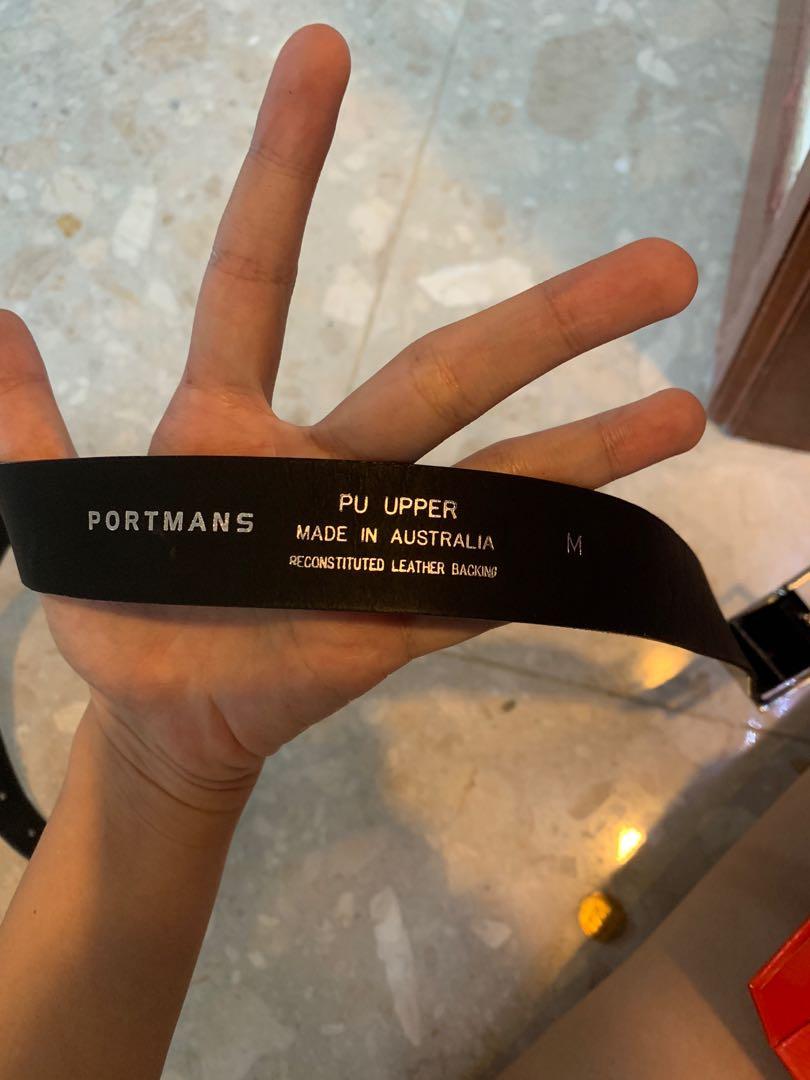 PORTMANS
PU UPPER
MADE IN AUSTRALIA
RECONSTITUTED LEATHER BACKING
M